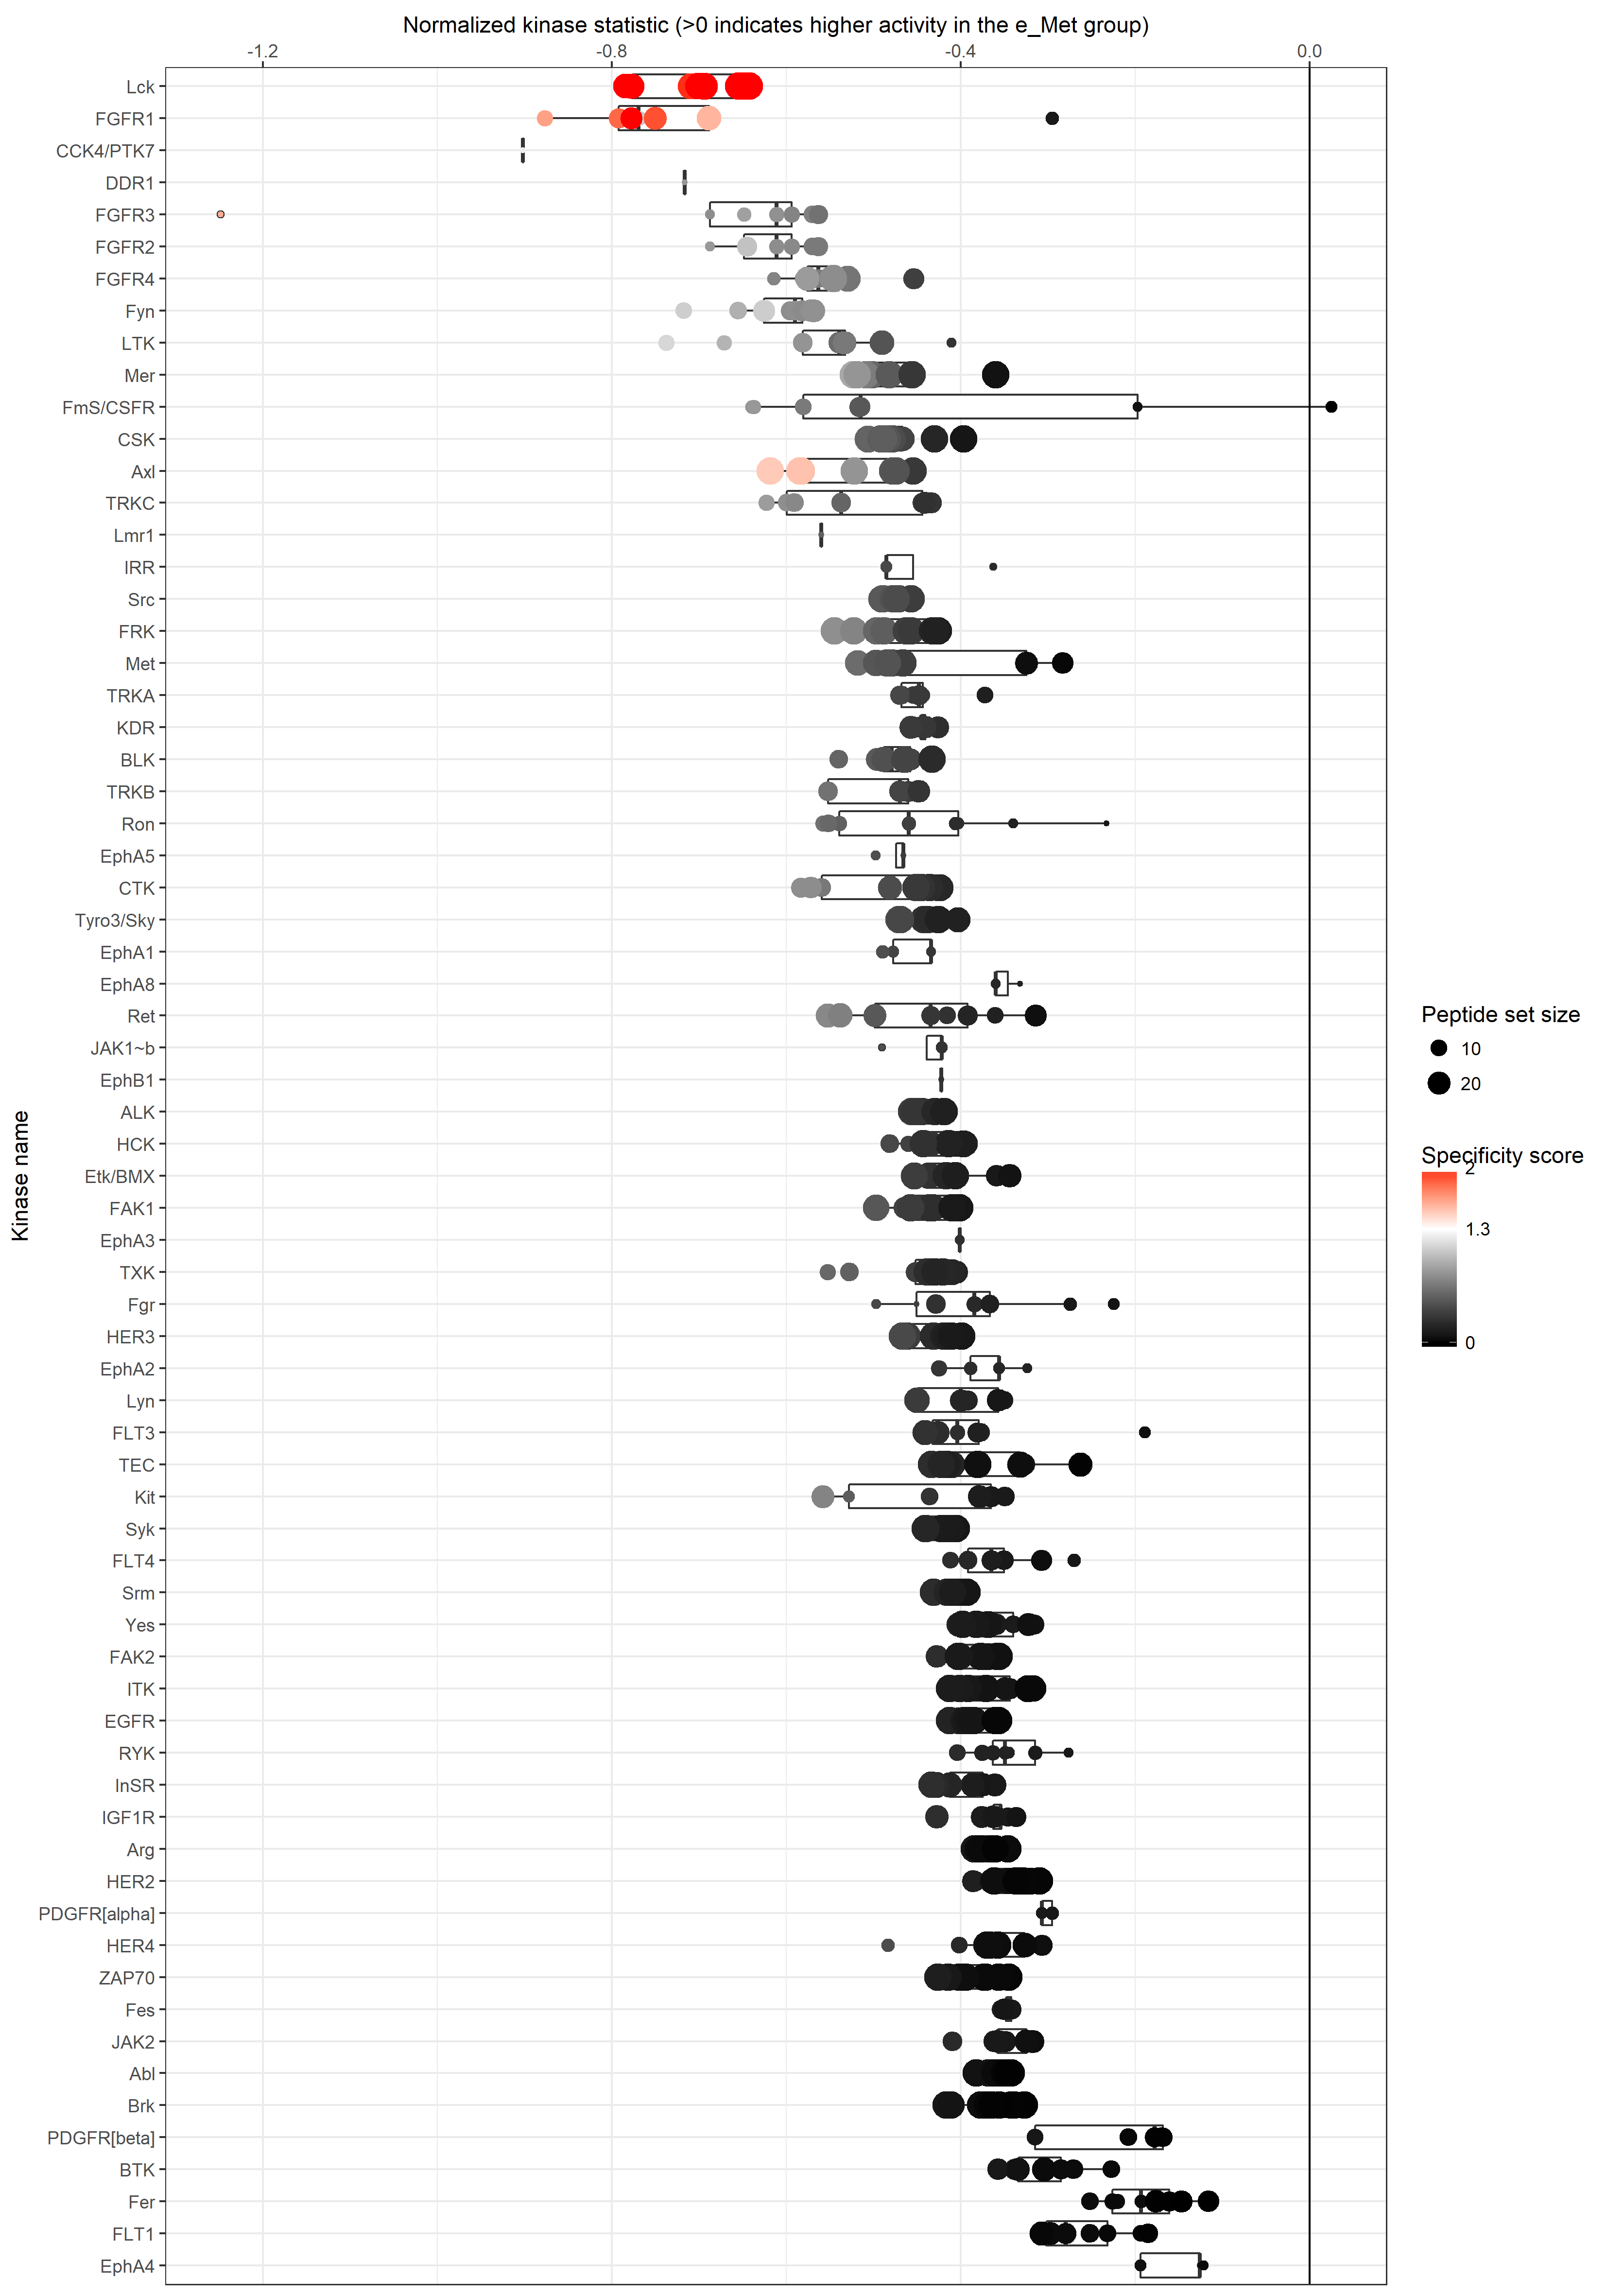 Normalized kinase statistic (>0 indicates higher activity in the e_Met group)
-1.2 -0.8 -0.4 0.0
Lck
FGFR1
CCK4/PTK7
DDR1
FGFR3
FGFR2
FGFR4
Fyn
LTK
Mer
FmS/CSFR
CSK
Axl
TRKC
Lmr1
IRR
Src
FRK
Met
TRKA
KDR
BLK
TRKB
Ron
EphA5
CTK
Tyro3/Sky
EphA1
EphA8
Ret
JAK1~b
EphB1
ALK
HCK
Etk/BMX
FAK1
EphA3
TXK
Fgr
HER3
EphA2
Lyn
FLT3
TEC
Kit
Syk
FLT4
Srm
Yes
FAK2
ITK
EGFR
RYK
InSR
IGF1R
Arg
HER2
PDGFR[alpha]
HER4
ZAP70
Fes
JAK2
Abl
Brk
PDGFR[beta]
BTK
Fer
FLT1
EphA4
Kinase name
Peptide set size
10
20
Specificity score
2
1.3
0